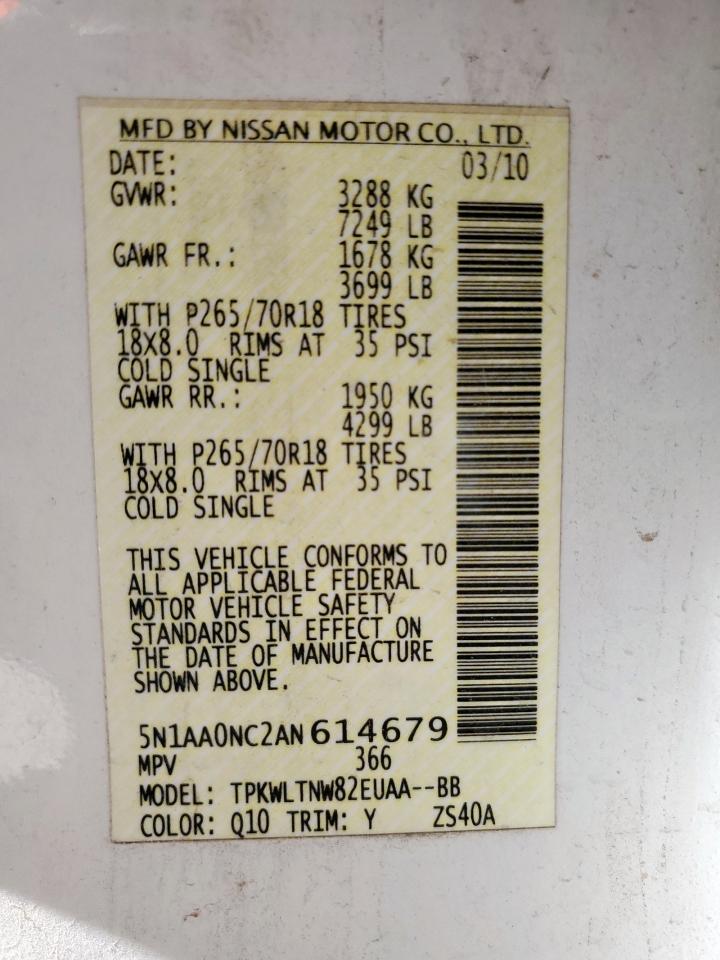 MFD BY NISSAN MOTOR CO., LTD.
DATE: 03/10
GVWR: 3288 KG
7249 LB
GAWR FR.: 1678 KG
3699 LB
WITH P265/70R18 TIRES
18X8.0 RIMS AT 35 PSI
COLD SINGLE
GAWR RR.: 1950 KG
4299 LB
WITH P265/70R18 TIRES
18X8.0 RIMS AT 35 PSI
COLD SINGLE
THIS VEHICLE CONFORMS TO
ALL APPLICABLE FEDERAL
MOTOR VEHICLE SAFETY
STANDARDS IN EFFECT ON
THE DATE OF MANUFACTURE
SHOWN ABOVE.
5N1AA0NC2AN614679
MPV 366
MODEL: TPKWLTNW82EUAA--BB
COLOR: Q10 TRIM: Y ZS40A